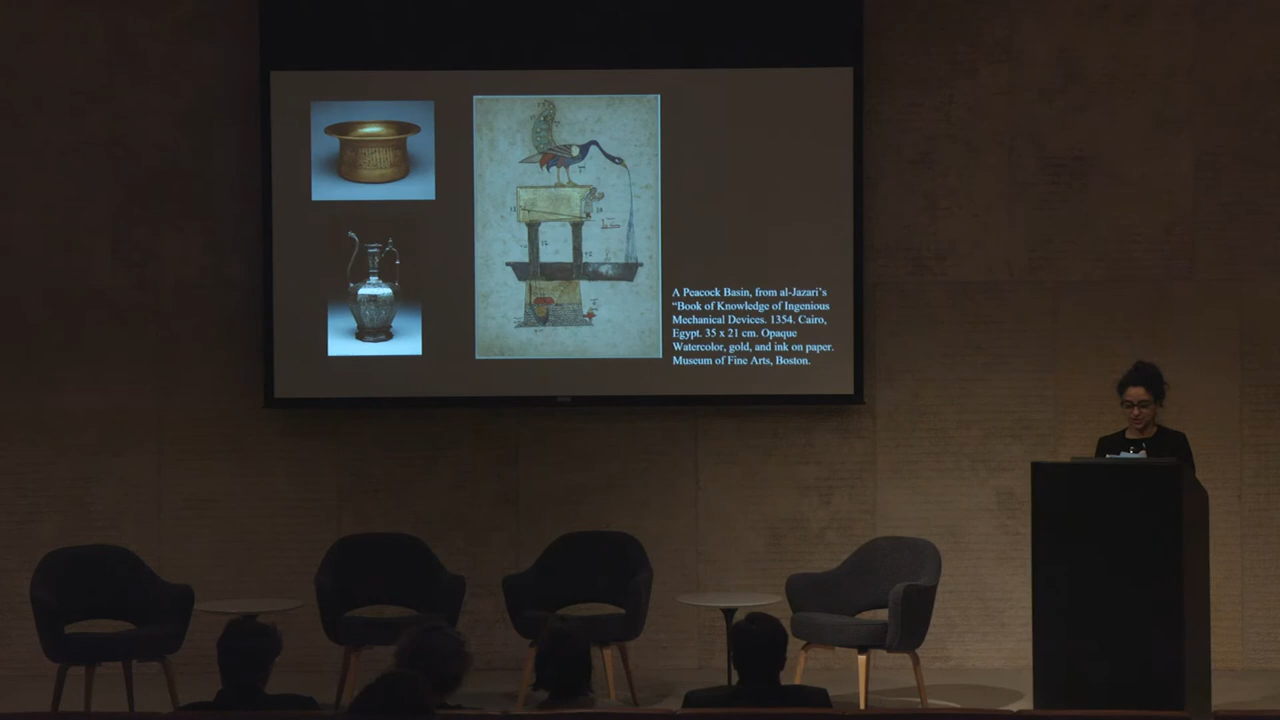 A Peacock Basin, from al-Jazari's
"Book of Knowledge of Ingenious
Mechanical Devices. 1354. Cairo,
Egypt. 35 x 21 cm. Opaque
Watercolor, gold, and ink on paper.
Museum of Fine Arts, Boston.